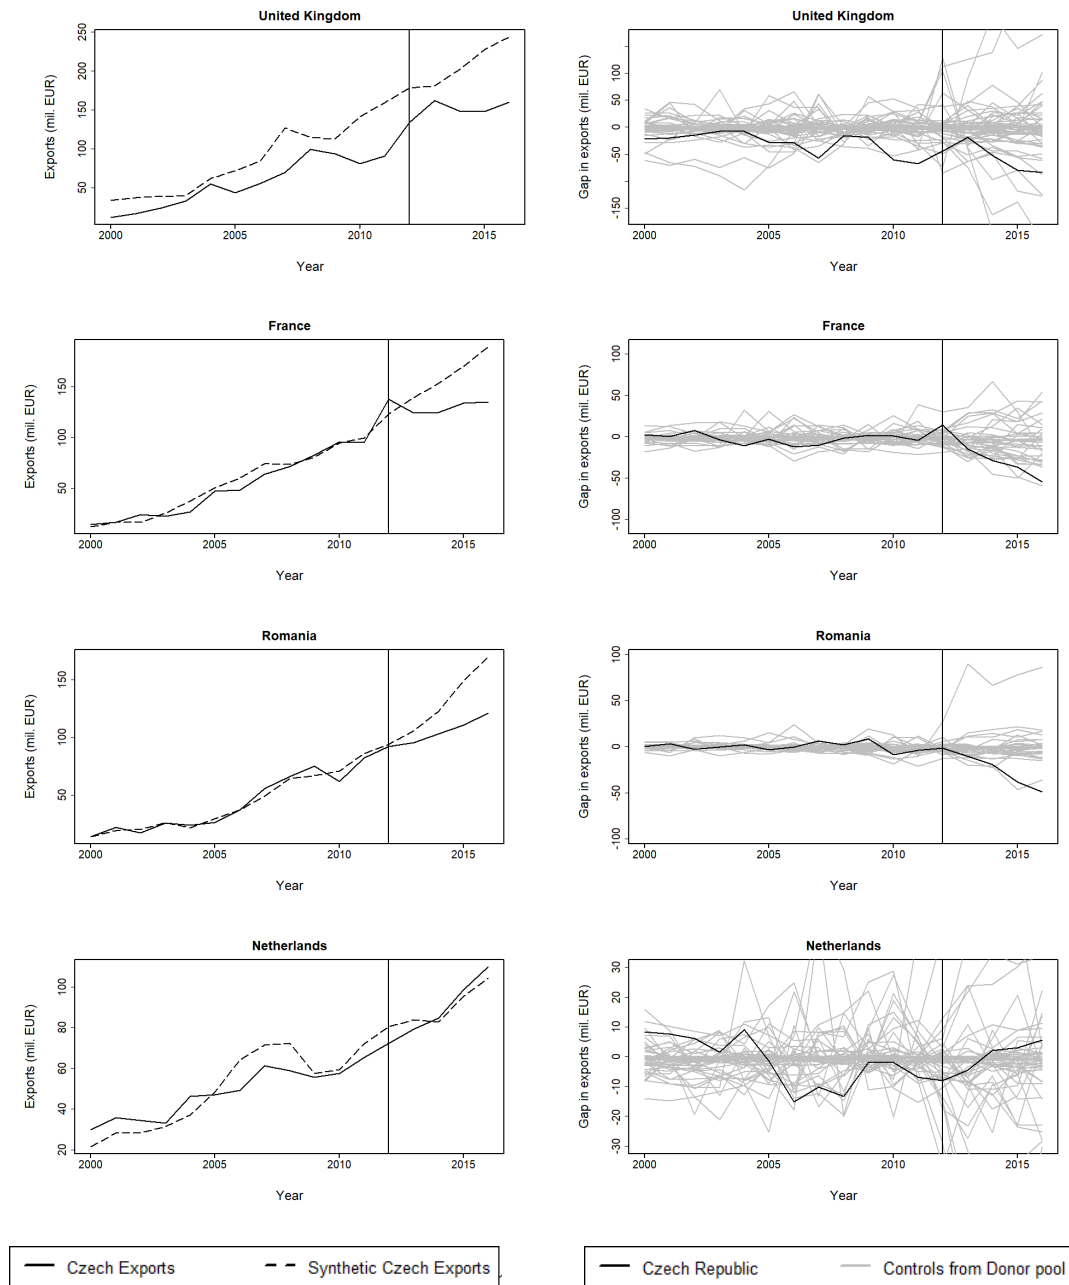 United Kingdom
Exports (mil. EUR)
250
200
150
100
50
2000 2005 2010 2015
Year
United Kingdom
Gap in exports (mil. EUR)
50 100
0
-50
-150
2000 2005 2010 2015
Year
France
Exports (mil. EUR)
150
100
50
2000 2005 2010 2015
Year
France
Gap in exports (mil. EUR)
100
50
0
-50
-100
2000 2005 2010 2015
Year
Romania
Exports (mil. EUR)
150
100
50
2000 2005 2010 2015
Year
Romania
Gap in exports (mil. EUR)
100
50
0
-50
-100
2000 2005 2010 2015
Year
Netherlands
Exports (mil. EUR)
100
80
60
40
20
2000 2005 2010 2015
Year
Netherlands
Gap in exports (mil. EUR)
30
20
10
0
-10
-20
-30
2000 2005 2010 2015
Year
Czech Exports Synthetic Czech Exports
Czech Republic Controls from Donor pool